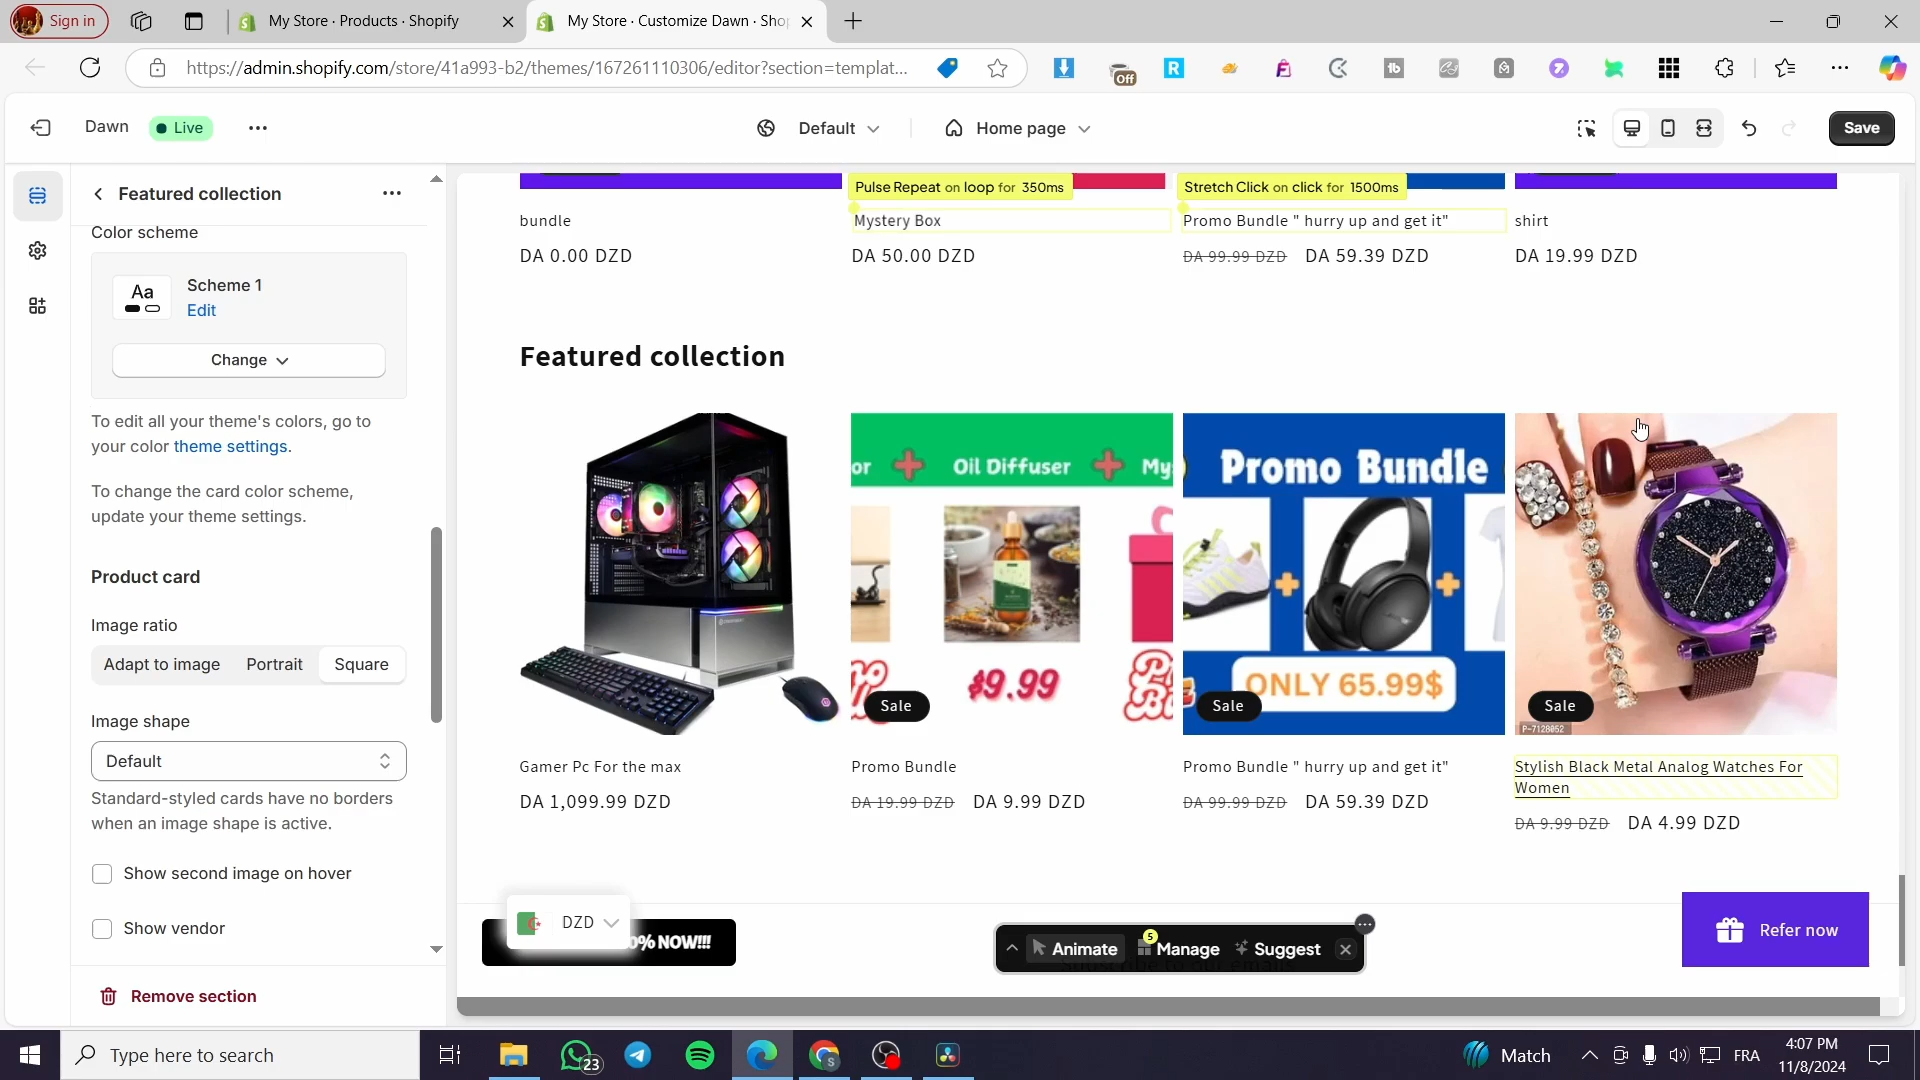 Sign in
My Store · Products · Shopify
My Store · Customize Dawn · Sho
https://admin.shopify.com/store/41a993-b2/themes/167261110306/editor?section=templat...
Off
Dawn
Live
Default
Home page
Save
Featured collection
Color scheme
Aa
Scheme 1
Edit
Change
To edit all your theme's colors, go to
your color theme settings.
To change the card color scheme,
update your theme settings.
Product card
Image ratio
Adapt to image
Portrait
Square
Image shape
Default
Standard-styled cards have no borders
when an image shape is active.
Show second image on hover
Show vendor
Remove section
Pulse Repeat on loop for 350ms
Stretch Click on click for 1500ms
bundle
Mystery Box
Promo Bundle " hurry up and get it"
shirt
DA 0.00 DZD
DA 50.00 DZD
DA 99.99 DZD DA 59.39 DZD
DA 19.99 DZD
Featured collection
or + Oil Diffuser + My
$9.99
Sale
Promo Bundle
ONLY 65.99$
Sale
Sale
P-7128052
Gamer Pc For the max
Promo Bundle
Promo Bundle " hurry up and get it"
Stylish Black Metal Analog Watches For
Women
DA 1,099.99 DZD
DA 19.99 DZD DA 9.99 DZD
DA 99.99 DZD DA 59.39 DZD
DA 9.99 DZD DA 4.99 DZD
DZD
0% NOW!!!
Animate
5
Manage
Suggest
Refer now
Type here to search
23
Match
FRA
4:07 PM
11/8/2024